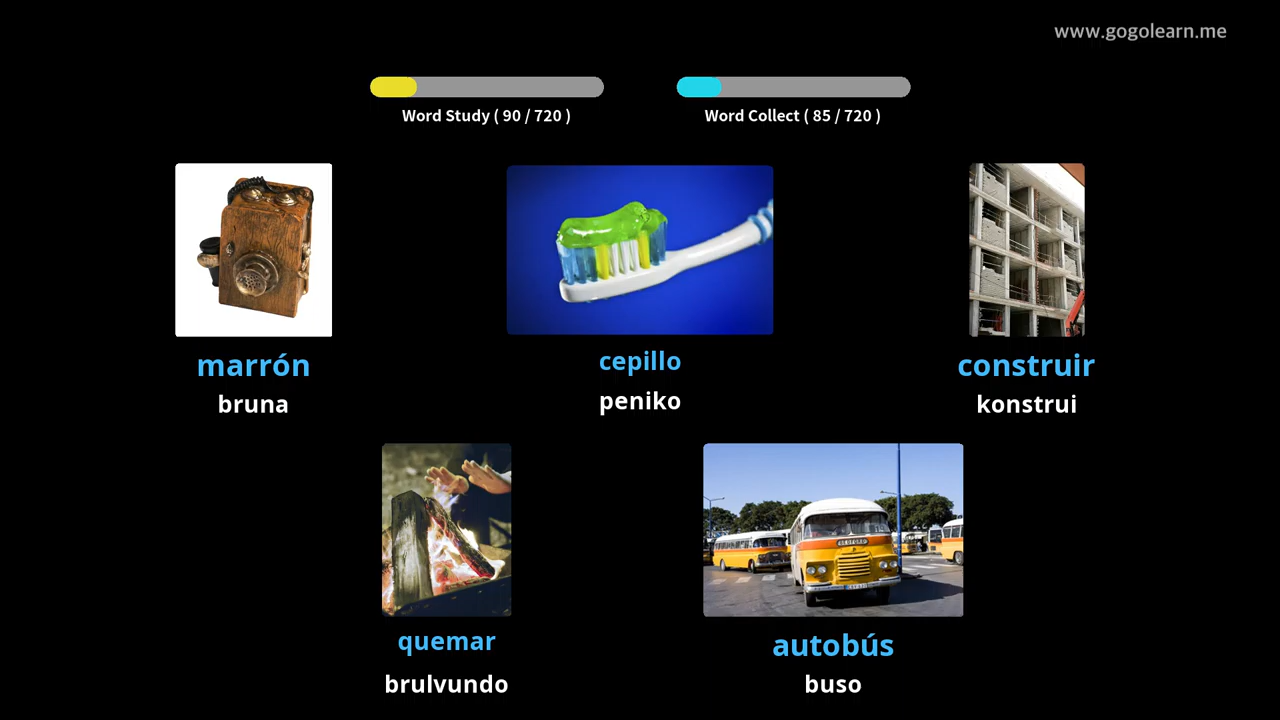 www.gogolearn.me
Word Study ( 90 / 720 )
Word Collect ( 85 / 720 )
marrón
bruna
cepillo
peniko
construir
konstrui
quemar
brulvundo
BEDFORD
autobús
buso